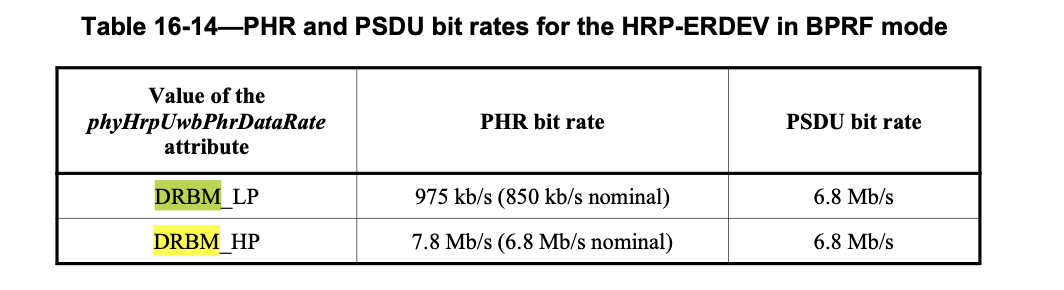 Table 16-14—PHR and PSDU bit rates for the HRP-ERDEV in BPRF mode
Value of the
phyHrpUwbPhrDataRate
attribute
PHR bit rate
PSDU bit rate
DRBM_LP
975 kb/s (850 kb/s nominal)
6.8 Mb/s
DRBM_HP
7.8 Mb/s (6.8 Mb/s nominal)
6.8 Mb/s